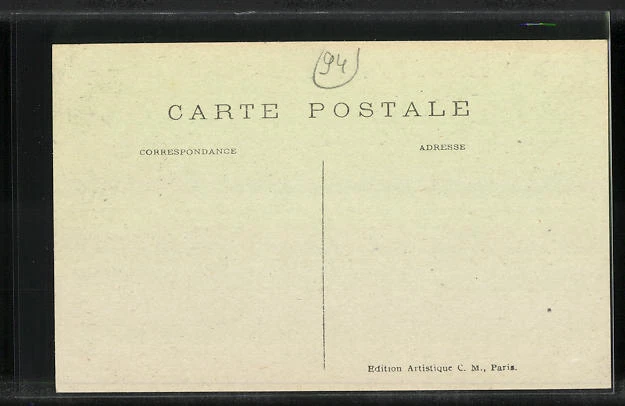 94
CARTE POSTALE
CORRESPONDANCE
ADRESSE
Edition Artistique C. M., Paris.